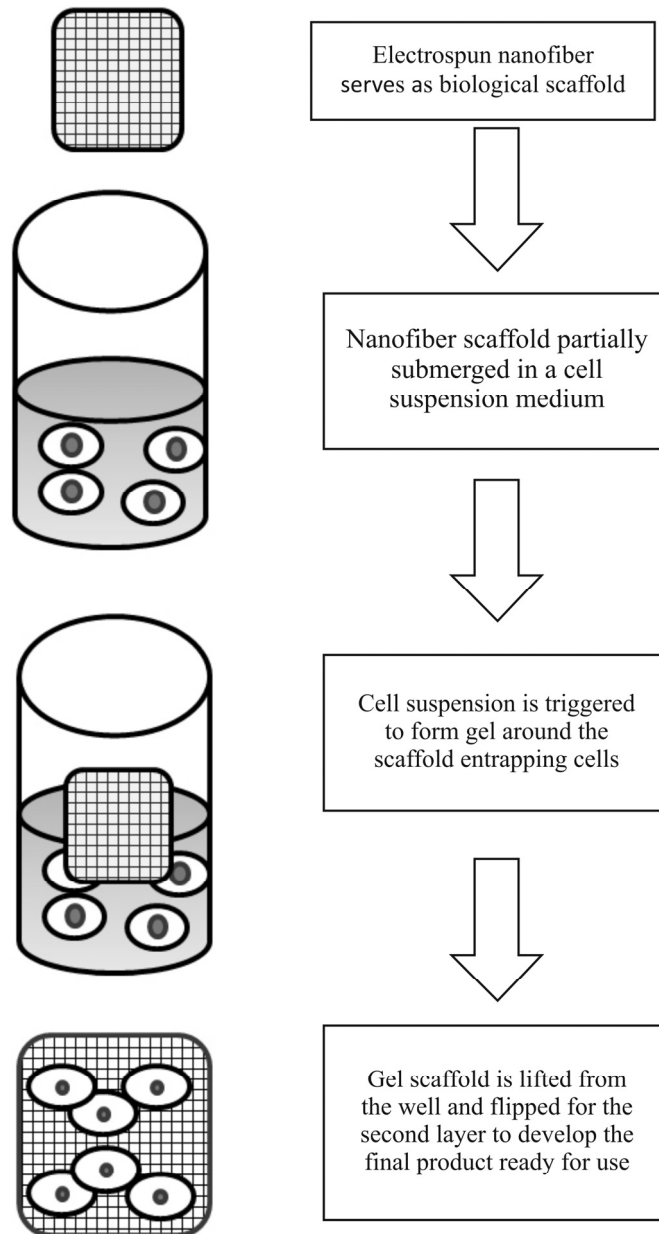 Electrospun nanofiber
serves as biological scaffold
Nanofiber scaffold partially
submerged in a cell
suspension medium
Cell suspension is triggered
to form gel around the
scaffold entrapping cells
Gel scaffold is lifted from
the well and flipped for the
second layer to develop the
final product ready for use